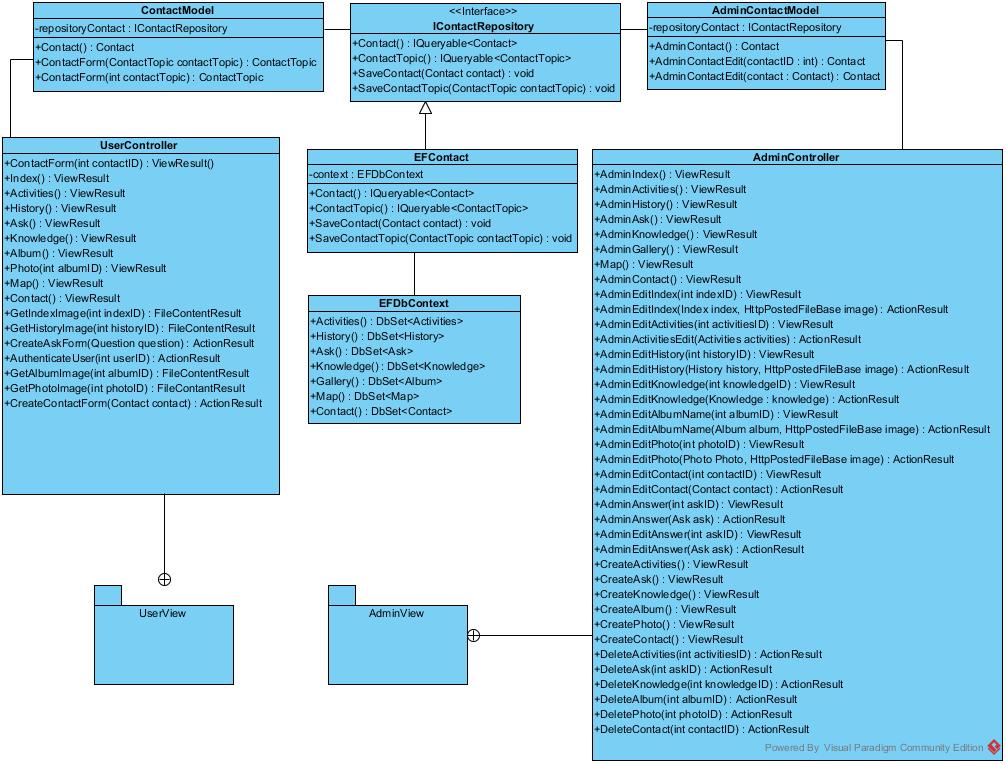 ContactModel
-repositoryContact : IContactRepository
+Contact() : Contact
+ContactForm(ContactTopic contactTopic) : ContactTopic
+ContactForm(int contactTopic) : ContactTopic
<<Interface>>
IContactRepository
+Contact() : IQueryable<Contact>
+ContactTopic() : IQueryable<ContactTopic>
+SaveContact(Contact contact) : void
+SaveContactTopic(ContactTopic contactTopic) : void
AdminContactModel
-repositoryContact : IContactRepository
+AdminContact() : Contact
+AdminContactEdit(contactID : int) : Contact
+AdminContactEdit(contact : Contact) : Contact
UserController
+ContactForm(int contactID) : ViewResult()
+Index() : ViewResult
+Activities() : ViewResult
+History() : ViewResult
+Ask() : ViewResult
+Knowledge() : ViewResult
+Album() : ViewResult
+Photo(int albumID) : ViewResult
+Map() : ViewResult
+Contact() : ViewResult
+GetIndexImage(int indexID) : FileContentResult
+GetHistoryImage(int historyID) : FileContentResult
+CreateAskForm(Question question) : ActionResult
+AuthenticateUser(int userID) : ActionResult
+GetAlbumImage(int albumID) : FileContentResult
+GetPhotoImage(int photoID) : FileContantResult
+CreateContactForm(Contact contact) : ActionResult
EFContact
-context : EFDbContext
+Contact() : IQueryable<Contact>
+ContactTopic() : IQueryable<ContactTopic>
+SaveContact(Contact contact) : void
+SaveContactTopic(ContactTopic contactTopic) : void
EFDbContext
+Activities() : DbSet<Activities>
+History() : DbSet<History>
+Ask() : DbSet<Ask>
+Knowledge() : DbSet<Knowledge>
+Gallery() : DbSet<Album>
+Map() : DbSet<Map>
+Contact() : DbSet<Contact>
AdminController
+AdminIndex() : ViewResult
+AdminActivities() : ViewResult
+AdminHistory() : ViewResult
+AdminAsk() : ViewResult
+AdminKnowledge() : ViewResult
+AdminGallery() : ViewResult
+Map() : ViewResult
+AdminContact() : ViewResult
+AdminEditIndex(int indexID) : ViewResult
+AdminEditIndex(Index index, HttpPostedFileBase image) : ActionResult
+AdminEditActivities(int activitiesID) : ViewResult
+AdminActivitiesEdit(Activities activities) : ActionResult
+AdminEditHistory(int historyID) : ViewResult
+AdminEditHistory(History history, HttpPostedFileBase image) : ActionResult
+AdminEditKnowledge(int knowledgeID) : ViewResult
+AdminEditKnowledge(Knowledge : knowledge) : ActionResult
+AdminEditAlbumName(int albumID) : ViewResult
+AdminEditAlbumName(Album album, HttpPostedFileBase image) : ActionResult
+AdminEditPhoto(int photoID) : ViewResult
+AdminEditPhoto(Photo Photo, HttpPostedFileBase image) : ActionResult
+AdminEditContact(int contactID) : ViewResult
+AdminEditContact(Contact contact) : ActionResult
+AdminAnswer(int askID) : ViewResult
+AdminAnswer(Ask ask) : ActionResult
+AdminEditAnswer(int askID) : ViewResult
+AdminEditAnswer(Ask ask) : ActionResult
+CreateActivities() : ViewResult
+CreateAsk() : ViewResult
+CreateKnowledge() : ViewResult
+CreateAlbum() : ViewResult
+CreatePhoto() : ViewResult
+CreateContact() : ViewResult
+DeleteActivities(int activitiesID) : ActionResult
+DeleteAsk(int askID) : ActionResult
+DeleteKnowledge(int knowledgeID) : ActionResult
+DeleteAlbum(int albumID) : ActionResult
+DeletePhoto(int photoID) : ActionResult
+DeleteContact(int contactID) : ActionResult
UserView
AdminView
Powered By Visual Paradigm Community Edition